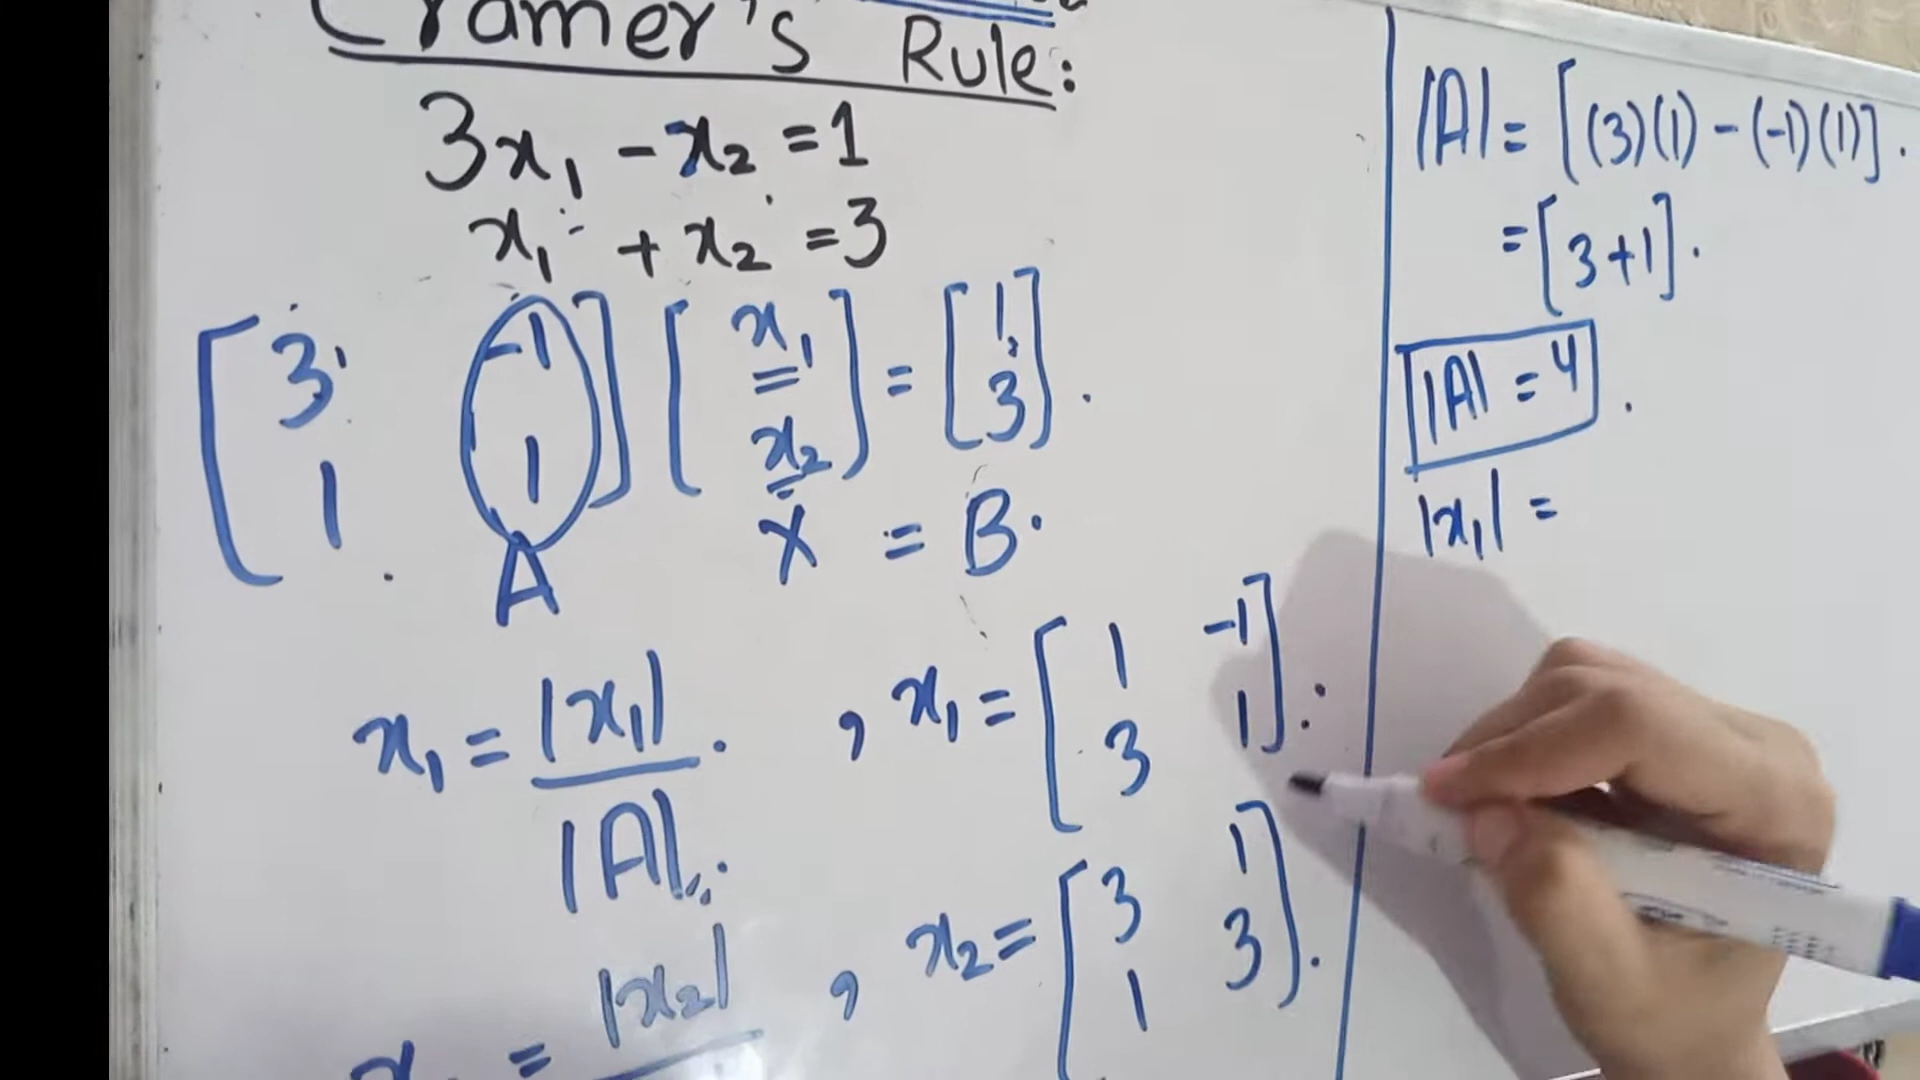 Cramer's Rule:
3x₁ - x₂ = 1
x₁ + x₂ = 3
[3 -1] [x₁] = [1]
[1 1] [x₂] = [3].
A X = B.
x₁ = |x₁| / |A|. , x₁ = [1 -1; 3 1].
= |x₂| , x₂ = [3 1; 1 3].
|A| = [(3)(1) - (-1)(1)].
= [3+1].
|A| = 4.
|x₁| =